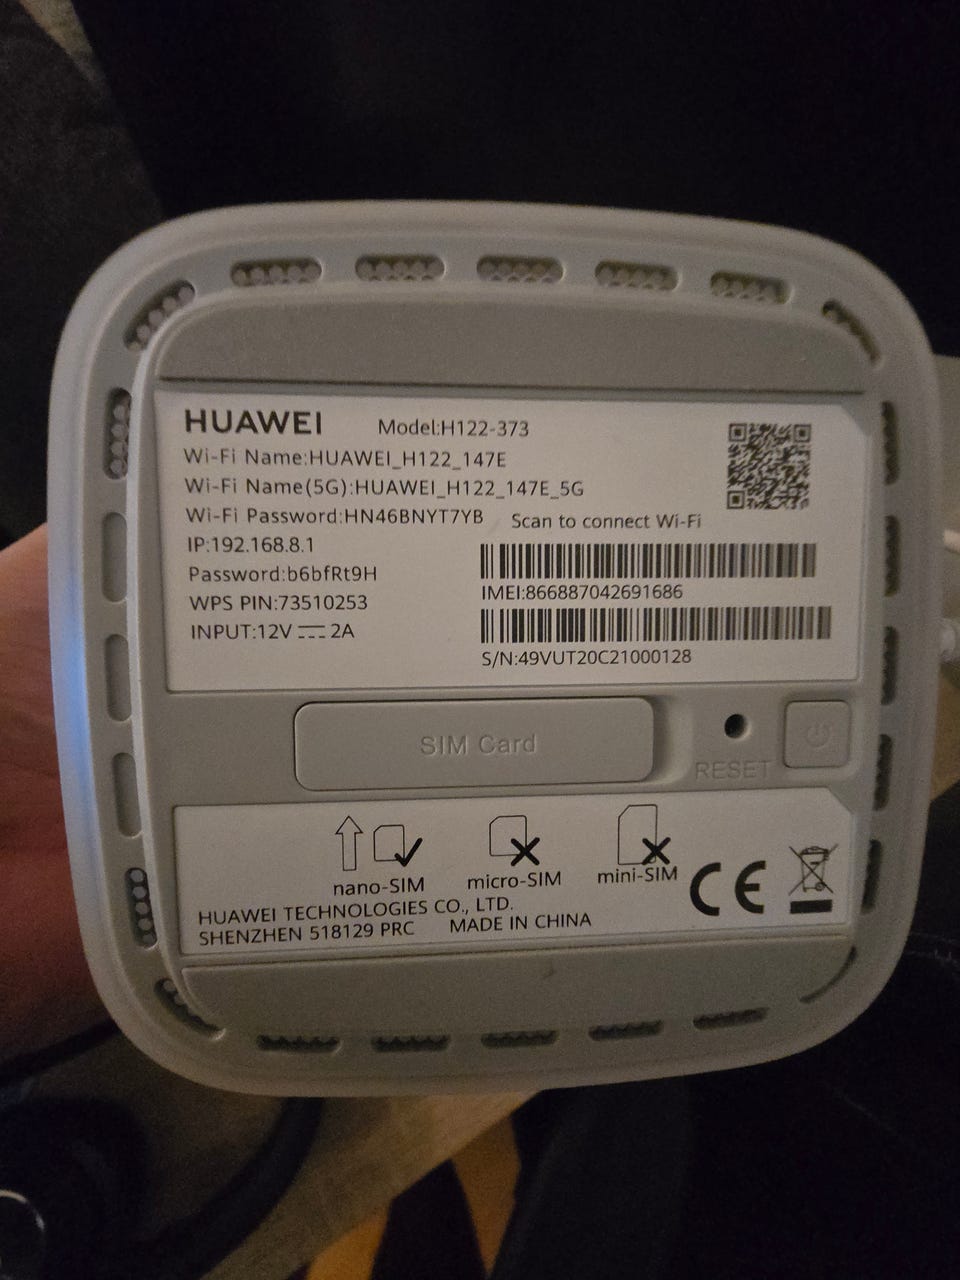 HUAWEI Model:H122-373
Wi-Fi Name:HUAWEI_H122_147E
Wi-Fi Name(5G):HUAWEI_H122_147E_5G
Wi-Fi Password:HN46BNYT7YB
Scan to connect Wi-Fi
IP:192.168.8.1
Password:b6bfRt9H
WPS PIN:73510253
INPUT:12V ⎓ 2A
IMEI:866887042691686
S/N:49VUT20C21000128
SIM Card
RESET
nano-SIM micro-SIM mini-SIM
HUAWEI TECHNOLOGIES CO., LTD.
SHENZHEN 518129 PRC MADE IN CHINA
CE